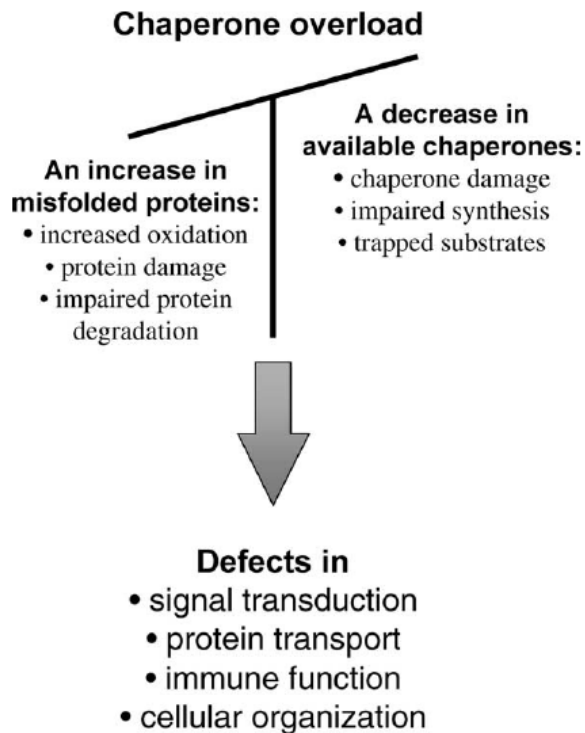 Chaperone overload
An increase in
misfolded proteins:
• increased oxidation
• protein damage
• impaired protein
degradation
A decrease in
available chaperones:
• chaperone damage
• impaired synthesis
• trapped substrates
Defects in
• signal transduction
• protein transport
• immune function
• cellular organization